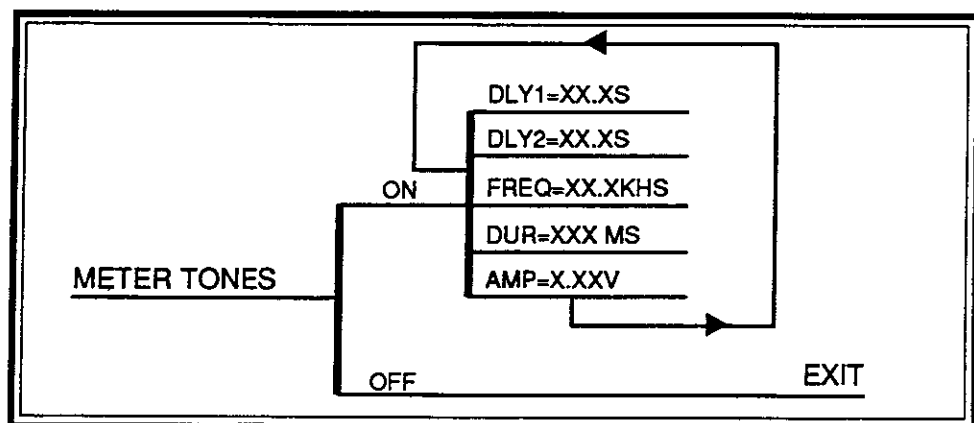 DLY1=XX.XS
DLY2=XX.XS
ON
FREQ=XX.XKHS
DUR=XXX MS
METER TONES
AMP=X.XXV
OFF
EXIT